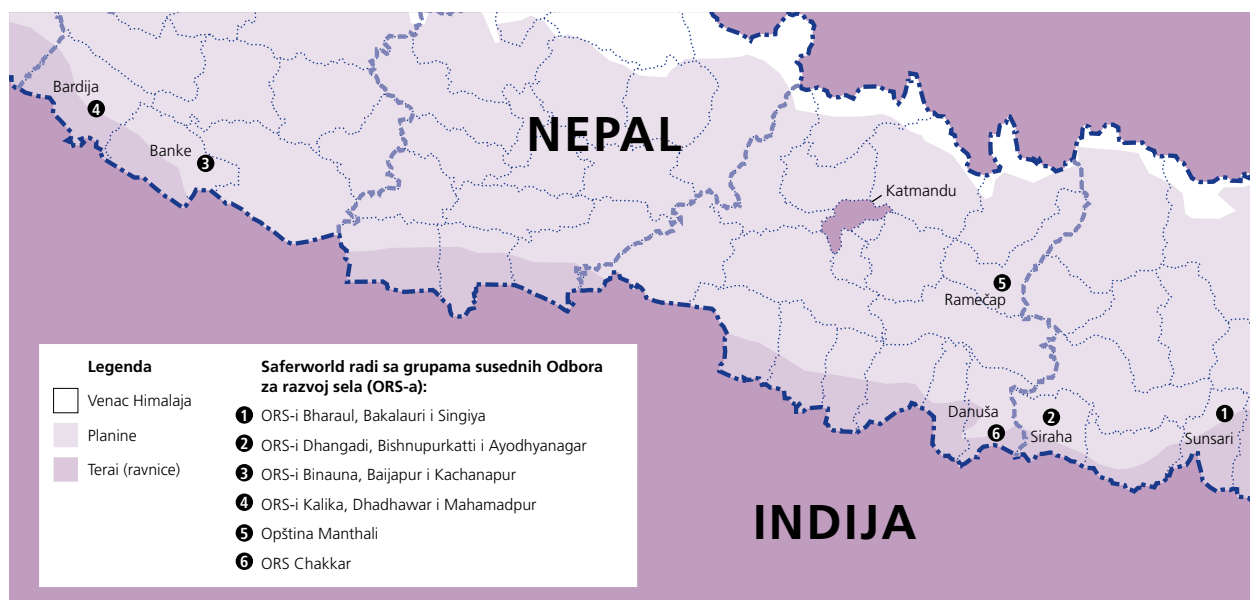 NEPAL
Bardija
4
Banke
3
Katmandu
5
Ramečap
Danuša
6
2
Siraha
1
Sunsari
INDIJA
Legenda
Venac Himalaja
Planine
Terai (ravnice)
Saferworld radi sa grupama susednih Odbora
za razvoj sela (ORS-a):
1 ORS-i Bharaul, Bakalauri i Singiya
2 ORS-i Dhangadi, Bishnupurkatti i Ayodhyanagar
3 ORS-i Binauna, Baijapur i Kachanapur
4 ORS-i Kalika, Dhadhawar i Mahamadpur
5 Opština Manthali
6 ORS Chakkar